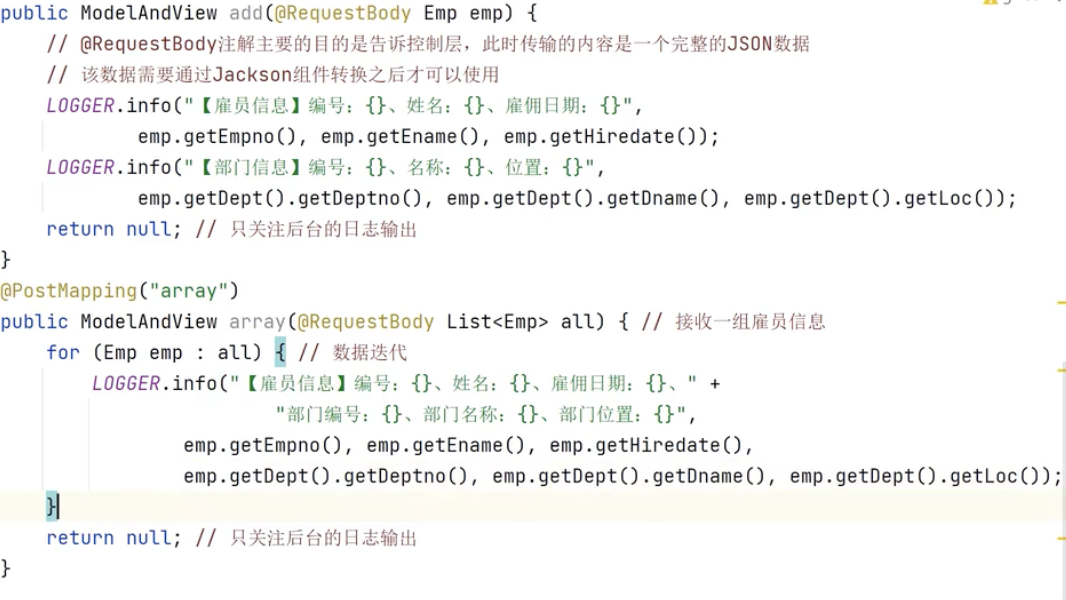 public ModelAndView add(@RequestBody Emp emp) {
// @RequestBody注解主要的目的是告诉控制层，此时传输的内容是一个完整的JSON数据
// 该数据需要通过Jackson组件转换之后才可以使用
LOGGER.info("【雇员信息】编号：{}、姓名：{}、雇佣日期：{}",
emp.getEmpno(), emp.getEname(), emp.getHiredate());
LOGGER.info("【部门信息】编号：{}、名称：{}、位置：{}",
emp.getDept().getDeptno(), emp.getDept().getDname(), emp.getDept().getLoc());
return null; // 只关注后台的日志输出
}
@PostMapping("array")
public ModelAndView array(@RequestBody List<Emp> all) { // 接收一组雇员信息
for (Emp emp : all) { // 数据迭代
LOGGER.info("【雇员信息】编号：{}、姓名：{}、雇佣日期：{}、" +
"部门编号：{}、部门名称：{}、部门位置：{}",
emp.getEmpno(), emp.getEname(), emp.getHiredate(),
emp.getDept().getDeptno(), emp.getDept().getDname(), emp.getDept().getLoc());
}
return null; // 只关注后台的日志输出
}